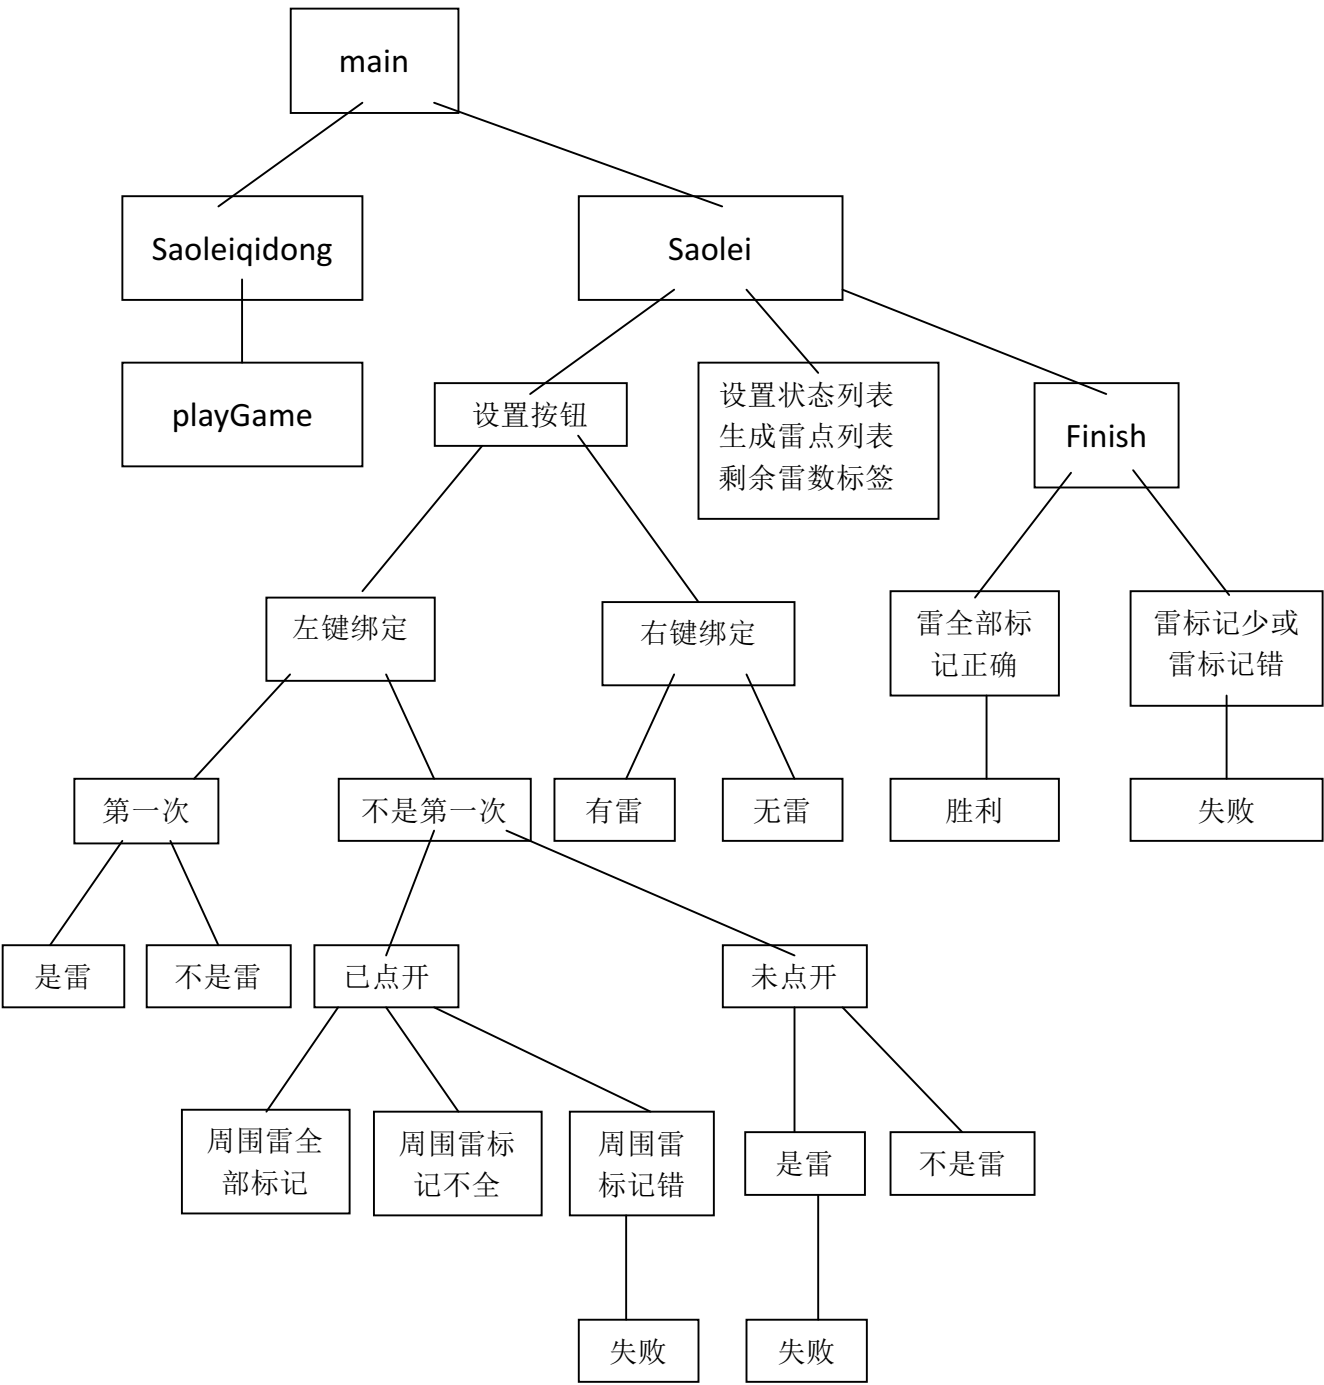 main
Saoleiqidong
Saolei
playGame
设置按钮
设置状态列表
生成雷点列表
剩余雷数标签
Finish
左键绑定
右键绑定
雷全部标
记正确
雷标记少或
雷标记错
第一次
不是第一次
有雷
无雷
胜利
失败
是雷
不是雷
已点开
未点开
周围雷全
部标记
周围雷标
记不全
周围雷
标记错
是雷
不是雷
失败
失败